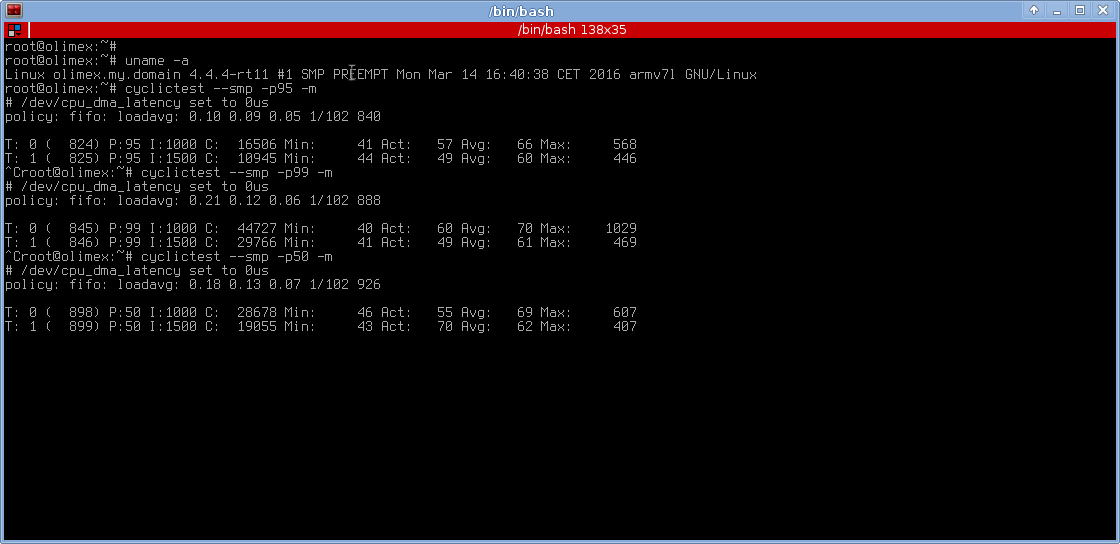 /bin/bash
/bin/bash 138x35
root@olimex:~#
root@olimex:~# uname -a
Linux olimex.my.domain 4.4.4-rt11 #1 SMP PREEMPT Mon Mar 14 16:40:38 CET 2016 armv7l GNU/Linux
root@olimex:~# cyclictest --smp -p95 -m
# /dev/cpu_dma_latency set to 0us
policy: fifo: loadavg: 0.10 0.09 0.05 1/102 840
T: 0 (  824) P:95 I:1000 C:  16506 Min:     41 Act:   57 Avg:   66 Max:     568
T: 1 (  825) P:95 I:1500 C:  10945 Min:     44 Act:   49 Avg:   60 Max:     446
^Croot@olimex:~# cyclictest --smp -p99 -m
# /dev/cpu_dma_latency set to 0us
policy: fifo: loadavg: 0.21 0.12 0.06 1/102 888
T: 0 (  845) P:99 I:1000 C:  44727 Min:     40 Act:   60 Avg:   70 Max:    1029
T: 1 (  846) P:99 I:1500 C:  29766 Min:     41 Act:   49 Avg:   61 Max:     469
^Croot@olimex:~# cyclictest --smp -p50 -m
# /dev/cpu_dma_latency set to 0us
policy: fifo: loadavg: 0.18 0.13 0.07 1/102 926
T: 0 (  898) P:50 I:1000 C:  28678 Min:     46 Act:   55 Avg:   69 Max:     607
T: 1 (  899) P:50 I:1500 C:  19055 Min:     43 Act:   70 Avg:   62 Max:     407